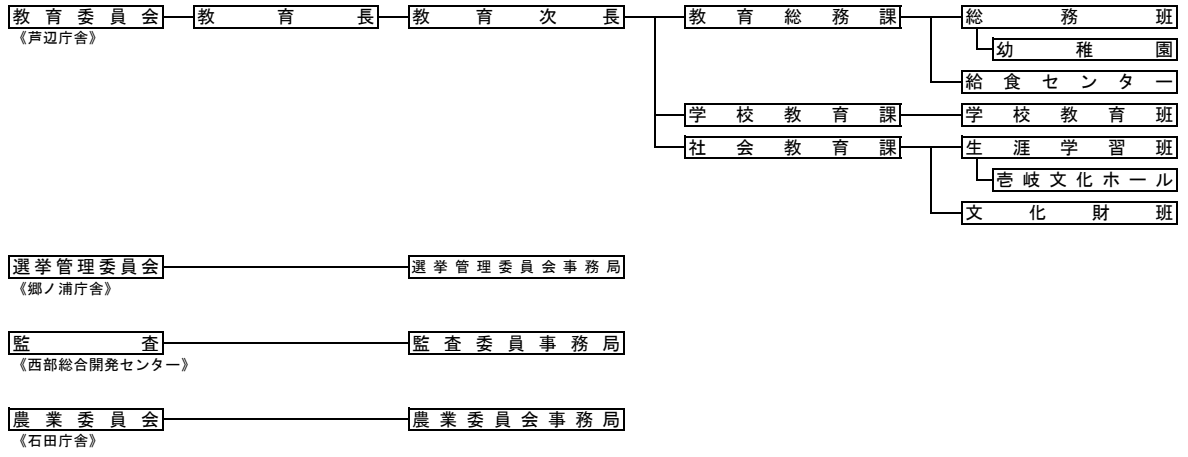 教育委員会 教育長 教育次長 教育総務課 総務班
《芦辺庁舎》
幼稚園
給食センター
学校教育課 学校教育班
社会教育課 生涯学習班
壱岐文化ホール
文化財班
選挙管理委員会 選挙管理委員会事務局
《郷ノ浦庁舎》
監査 監査委員事務局
《西部総合開発センター》
農業委員会 農業委員会事務局
《石田庁舎》